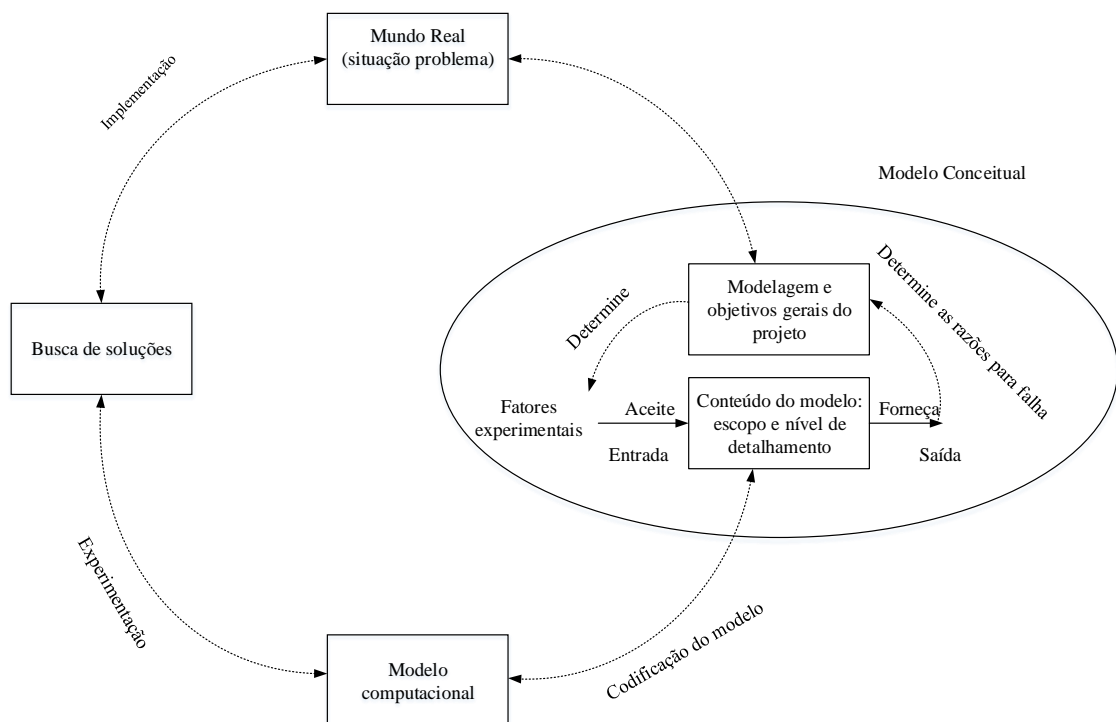 Mundo Real
(situação problema)
Implementação
Modelo Conceitual
Modelagem e
objetivos gerais do
projeto
Determine
Determine as razões para falha
Busca de soluções
Fatores
experimentais
Aceite
Entrada
Conteúdo do modelo:
escopo e nível de
detalhamento
Forneça
Saída
Experimentação
Codificação do modelo
Modelo
computacional